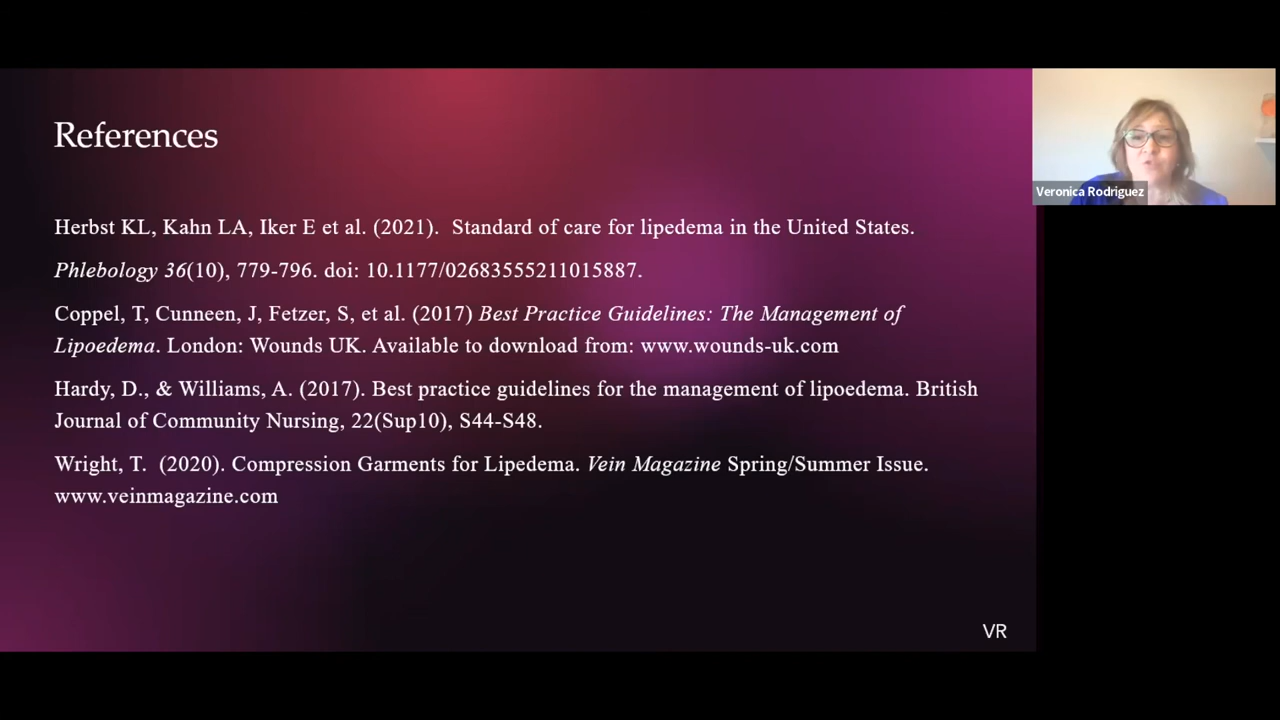 References
Herbst KL, Kahn LA, Iker E et al. (2021).  Standard of care for lipedema in the United States.
Phlebology 36(10), 779-796. doi: 10.1177/02683555211015887.
Coppel, T, Cunneen, J, Fetzer, S, et al. (2017) Best Practice Guidelines: The Management of
Lipoedema. London: Wounds UK. Available to download from: www.wounds-uk.com
Hardy, D., & Williams, A. (2017). Best practice guidelines for the management of lipoedema. British
Journal of Community Nursing, 22(Sup10), S44-S48.
Wright, T.  (2020). Compression Garments for Lipedema. Vein Magazine Spring/Summer Issue.
www.veinmagazine.com
VR
Veronica Rodriguez